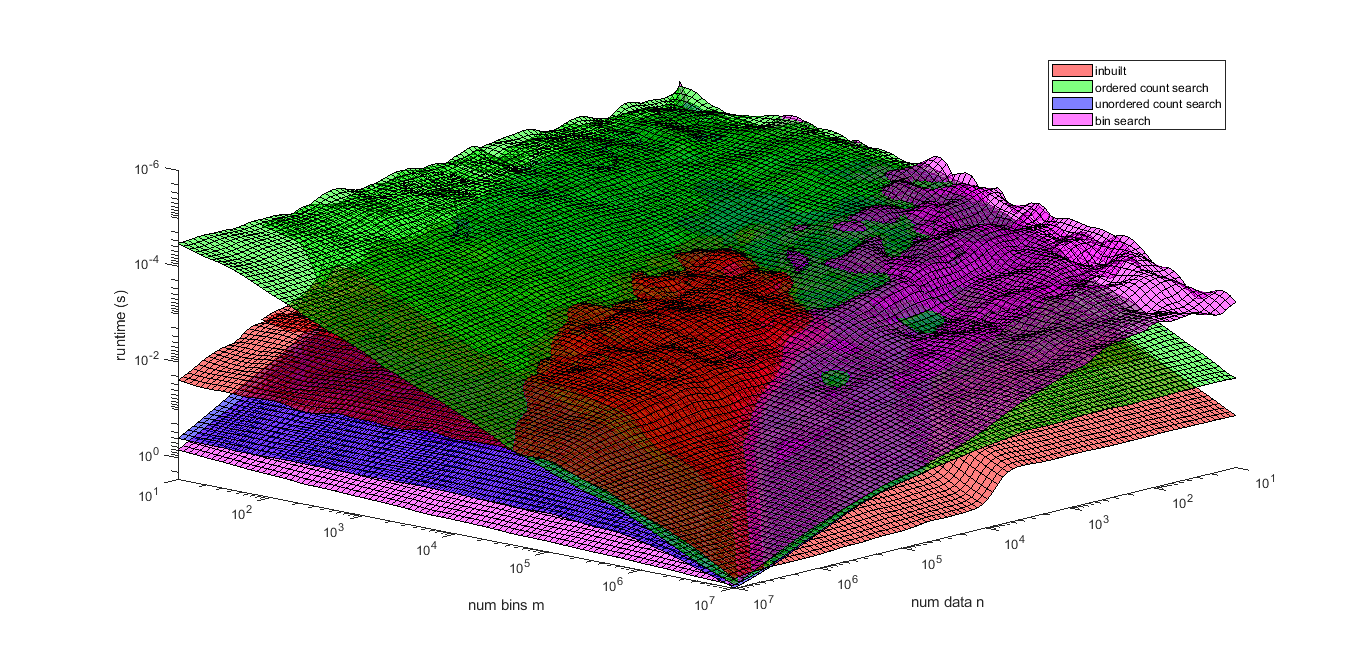 inbuilt
ordered count search
unordered count search
bin search
10^-6
10^-4
10^-2
10^0
runtime (s)
10^1
10^2
10^3
10^4
10^5
10^6
10^7
num bins m
10^7
10^6
10^5
10^4
10^3
10^2
10^1
num data n